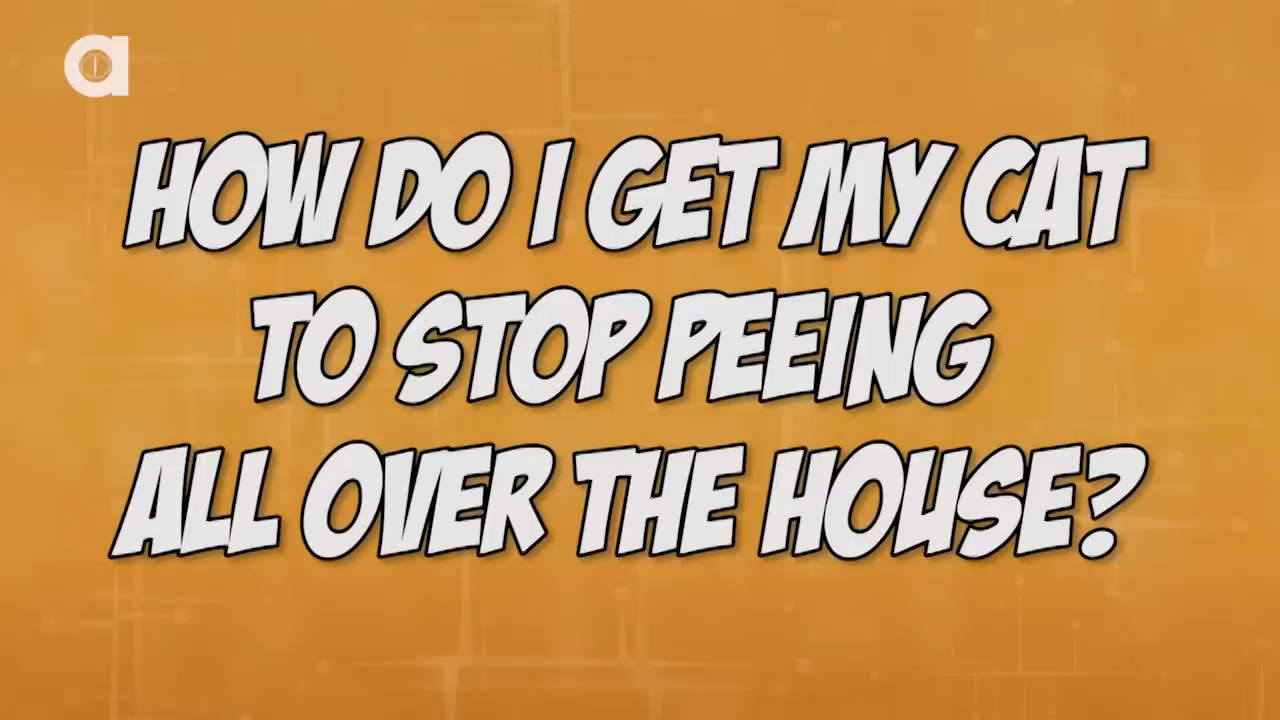 a
HOW DO I GET MY CAT
TO STOP PEEING
ALL OVER THE HOUSE?